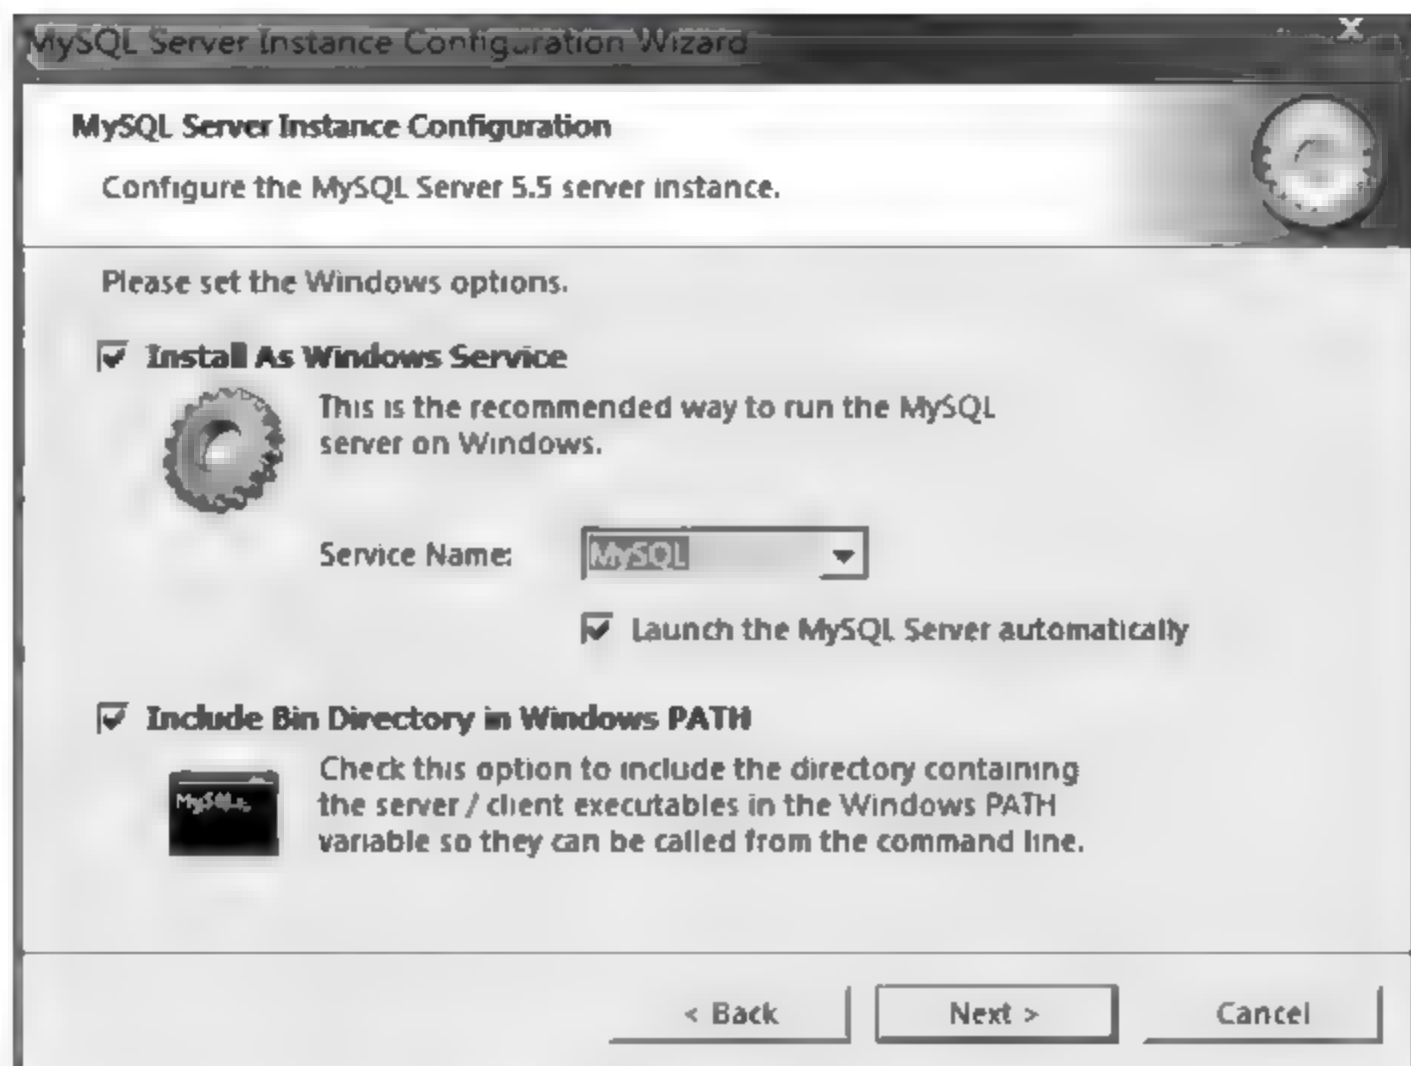 MySQL Server Instance Configuration Wizard
X
MySQL Server Instance Configuration
Configure the MySQL Server 5.5 server instance.
Please set the Windows options.
Install As Windows Service
This is the recommended way to run the MySQL
server on Windows.
Service Name:
MySQL
Launch the MySQL Server automatically
Include Bin Directory in Windows PATH
Check this option to include the directory containing
the server / client executables in the Windows PATH
variable so they can be called from the command line.
< Back
Next >
Cancel